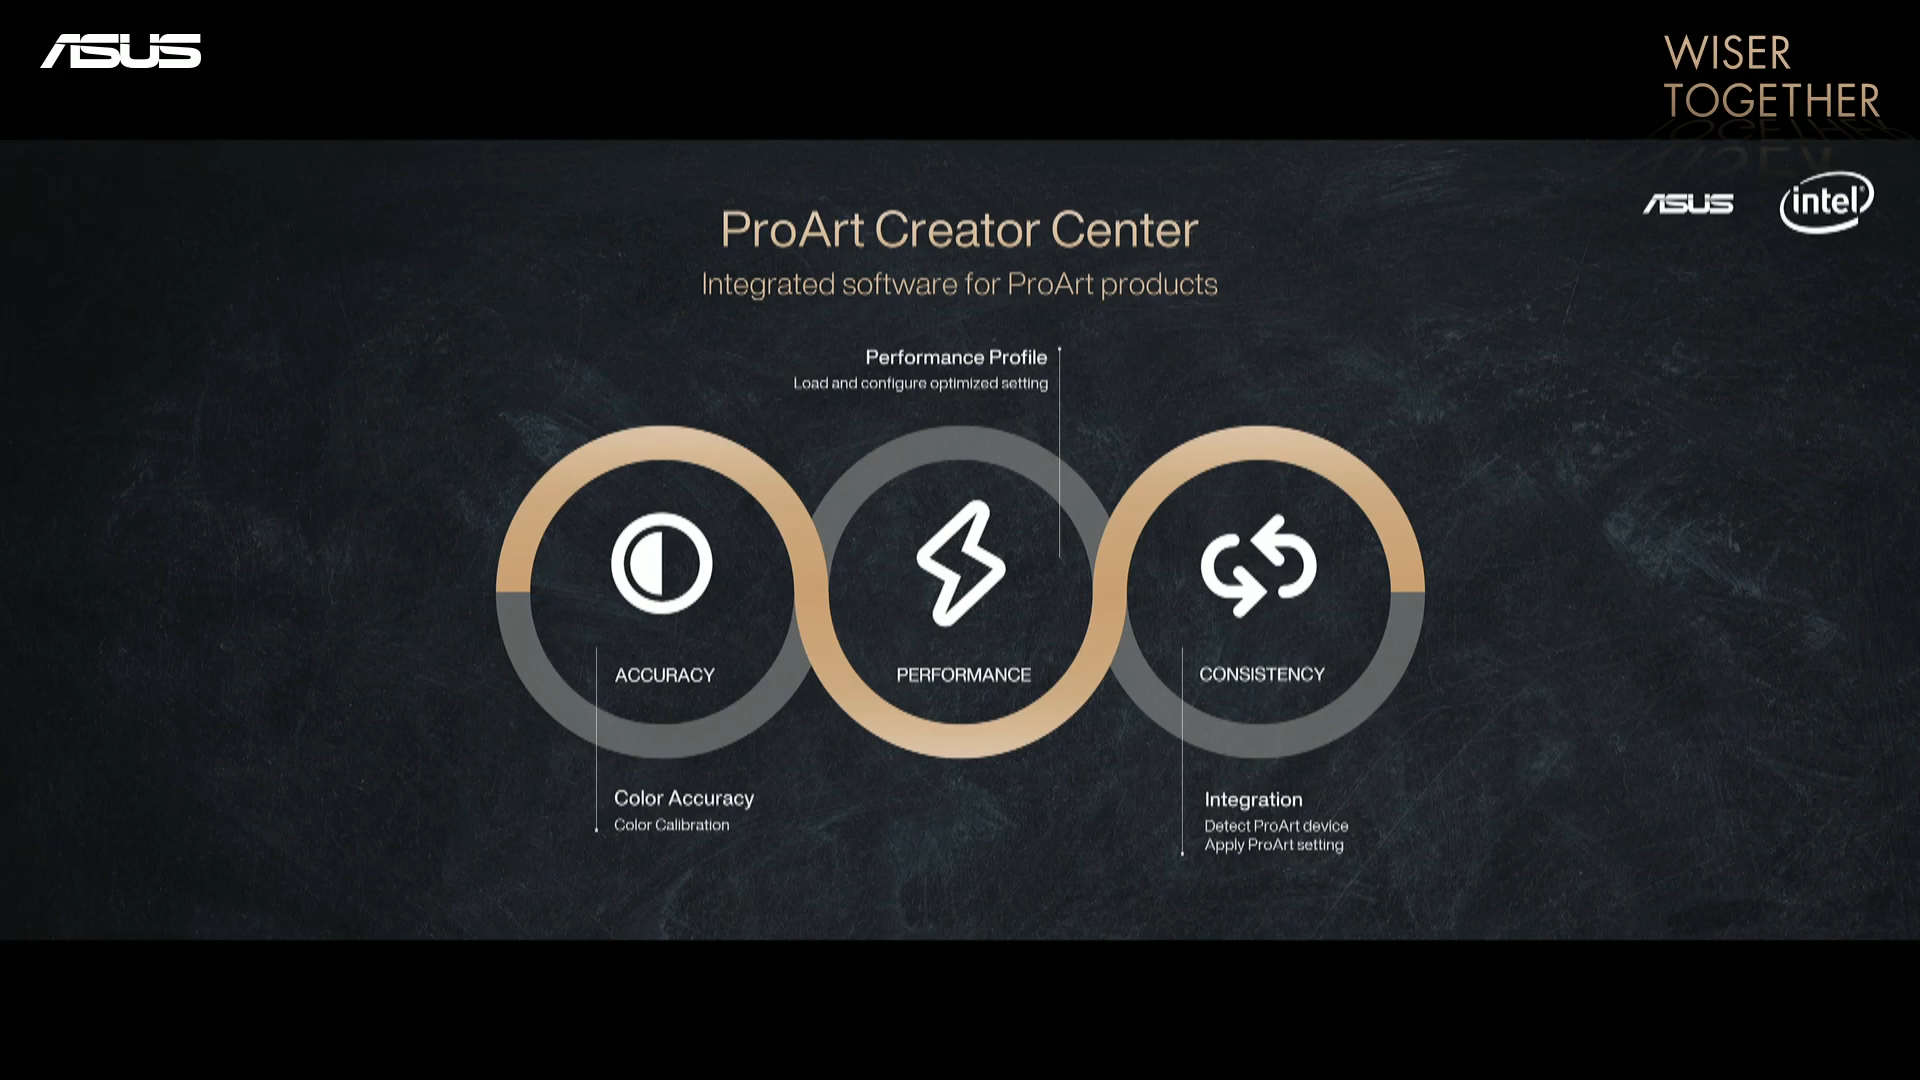 ASUS
WISER
TOGETHER
ASUS
intel
ProArt Creator Center
Integrated software for ProArt products
Performance Profile
Load and configure optimized setting
ACCURACY
PERFORMANCE
CONSISTENCY
Color Accuracy
Color Calibration
Integration
Detect ProArt device
Apply ProArt setting